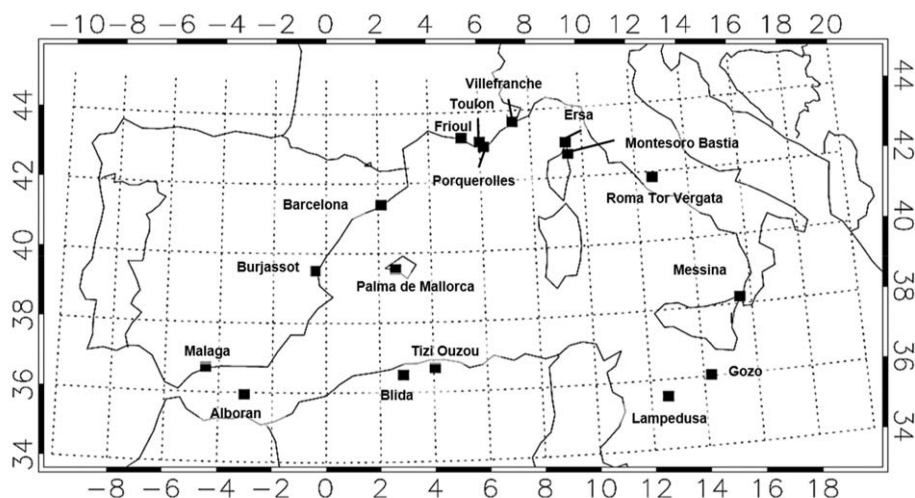 -10 -8 -6 -4 -2 0 2 4 6 8 10 12 14 16 18 20
44 42 40 38 36 34
44 42 40 38 36 34
Villefranche
Toulon
Ersa
Frioul
Montesoro Bastia
Porquerolles
Roma Tor Vergata
Barcelona
Burjassot
Messina
Palma de Mallorca
Malaga
Tizi Ouzou
Gozo
Blida
Alboran
Lampedusa
-8 -6 -4 -2 0 2 4 6 8 10 12 14 16 18